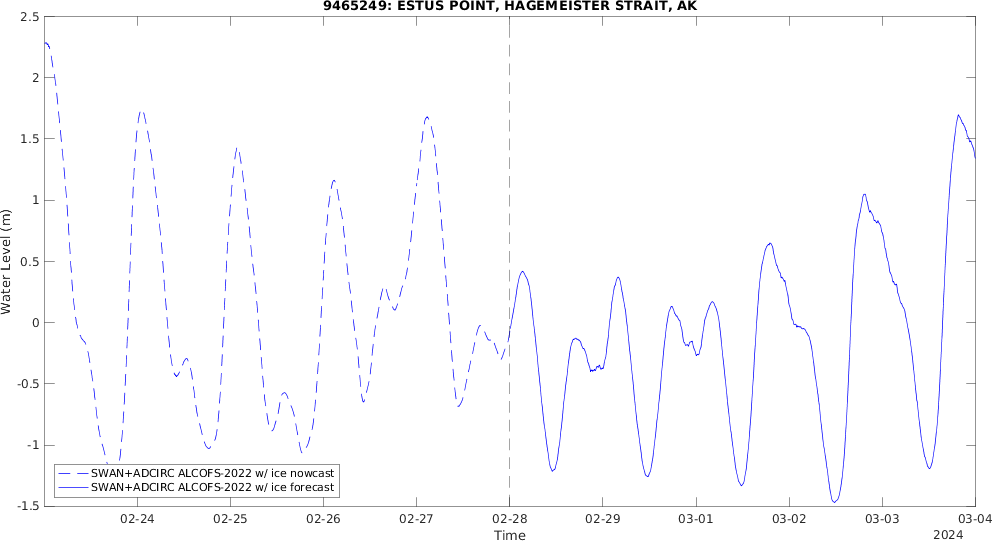 9465249: ESTUS POINT, HAGEMEISTER STRAIT, AK
2.5
2
1.5
1
0.5
0
-0.5
-1
-1.5
Water Level (m)
SWAN+ADCIRC ALCOFS-2022 w/ ice nowcast
SWAN+ADCIRC ALCOFS-2022 w/ ice forecast
02-24 02-25 02-26 02-27 02-28 02-29 03-01 03-02 03-03 03-04
Time
2024